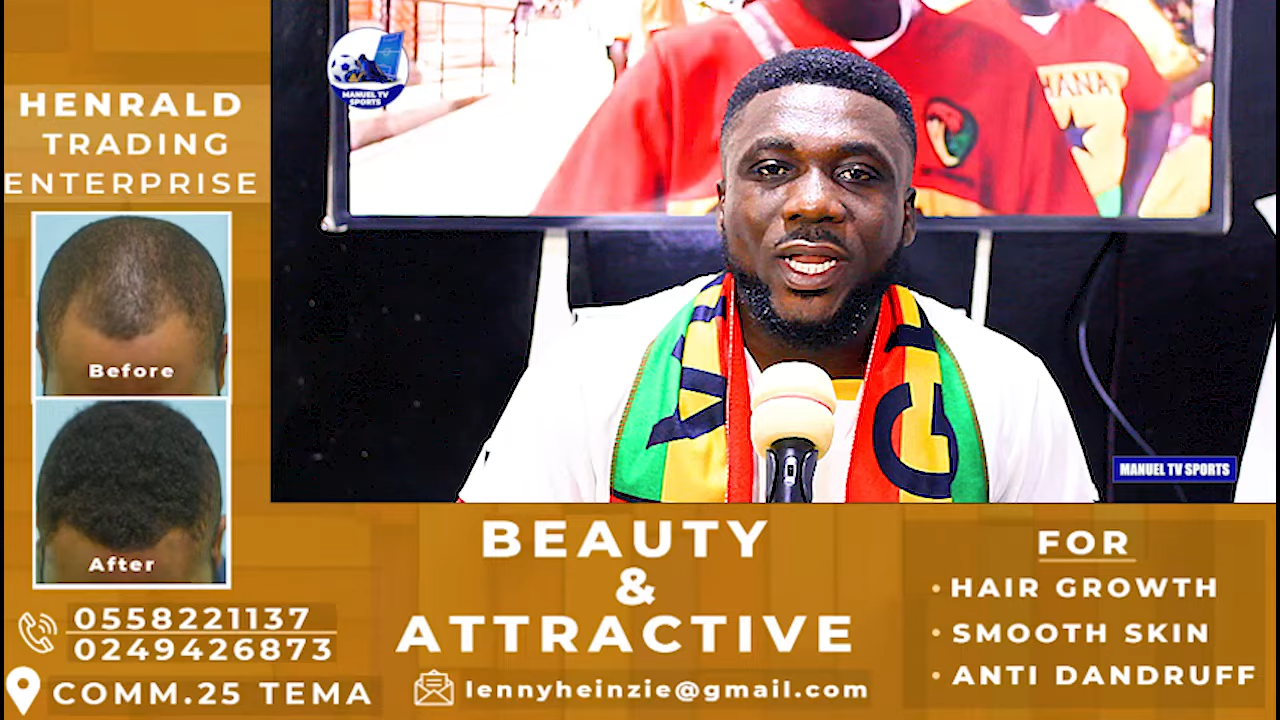 HENRALD
TRADING
ENTERPRISE
Before
After
0558221137
0249426873
COMM.25 TEMA
MANUEL TV
SPORTS
MANUEL TV SPORTS
BEAUTY
&
ATTRACTIVE
lennyheinzie@gmail.com
FOR
• HAIR GROWTH
• SMOOTH SKIN
• ANTI DANDRUFF